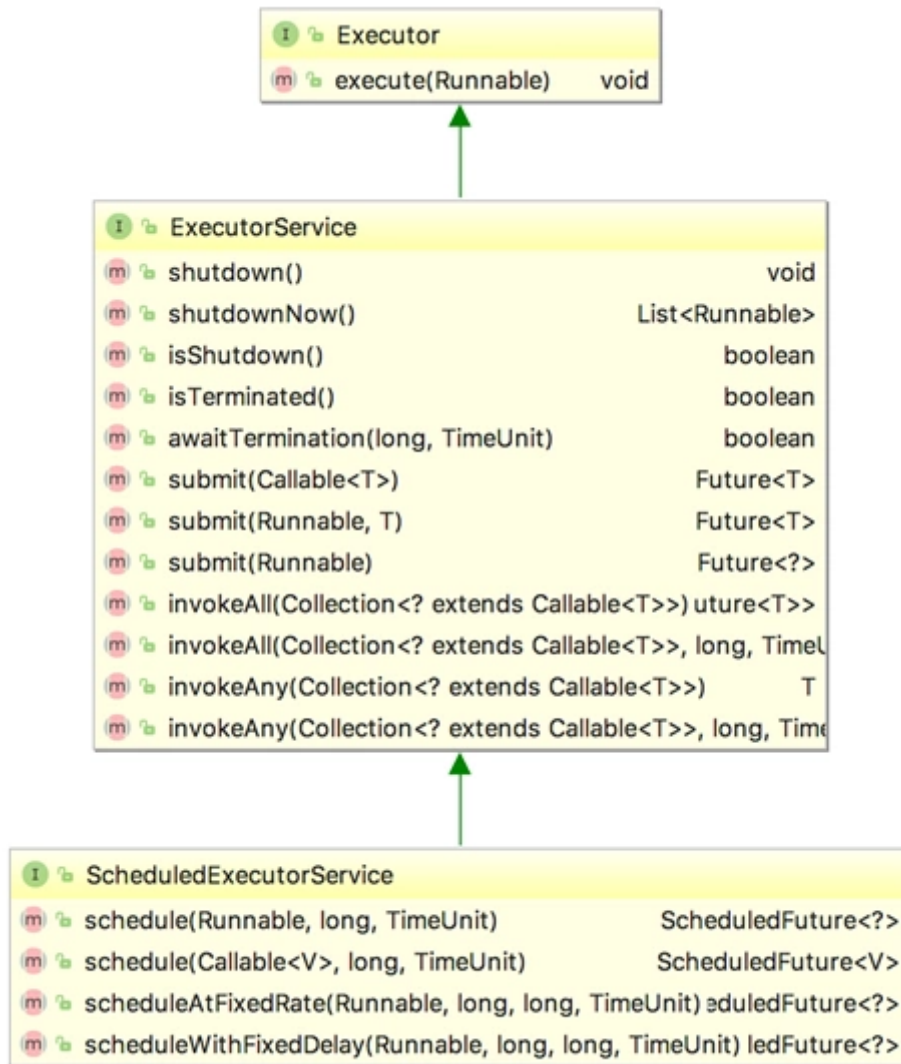 I Executor
m execute(Runnable) void
I ExecutorService
m shutdown() void
m shutdownNow() List<Runnable>
m isShutdown() boolean
m isTerminated() boolean
m awaitTermination(long, TimeUnit) boolean
m submit(Callable<T>) Future<T>
m submit(Runnable, T) Future<T>
m submit(Runnable) Future<?>
m invokeAll(Collection<? extends Callable<T>>) uture<T>>
m invokeAll(Collection<? extends Callable<T>>, long, Time
m invokeAny(Collection<? extends Callable<T>>) T
m invokeAny(Collection<? extends Callable<T>>, long, Time
I ScheduledExecutorService
m schedule(Runnable, long, TimeUnit) ScheduledFuture<?>
m schedule(Callable<V>, long, TimeUnit) ScheduledFuture<V>
m scheduleAtFixedRate(Runnable, long, long, TimeUnit) eduledFuture<?>
m scheduleWithFixedDelay(Runnable, long, long, TimeUnit) ledFuture<?>